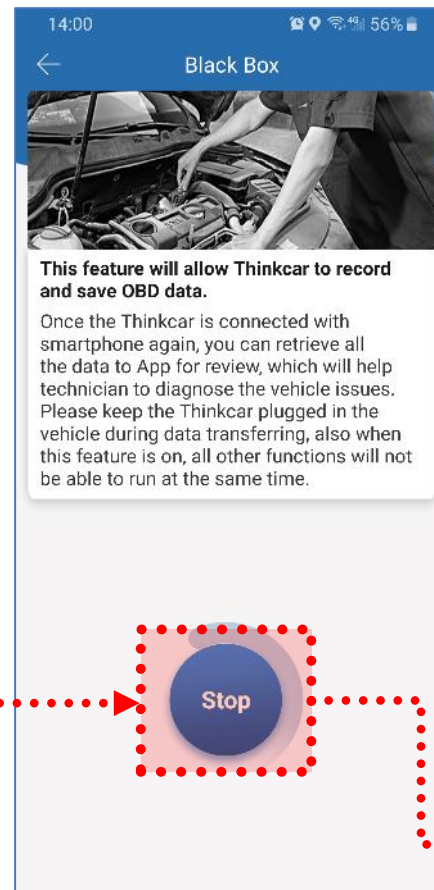 14:00 56%
Black Box
This feature will allow Thinkcar to record
and save OBD data.
Once the Thinkcar is connected with
smartphone again, you can retrieve all
the data to App for review, which will help
technician to diagnose the vehicle issues.
Please keep the Thinkcar plugged in the
vehicle during data transferring, also when
this feature is on, all other functions will not
be able to run at the same time.
Stop